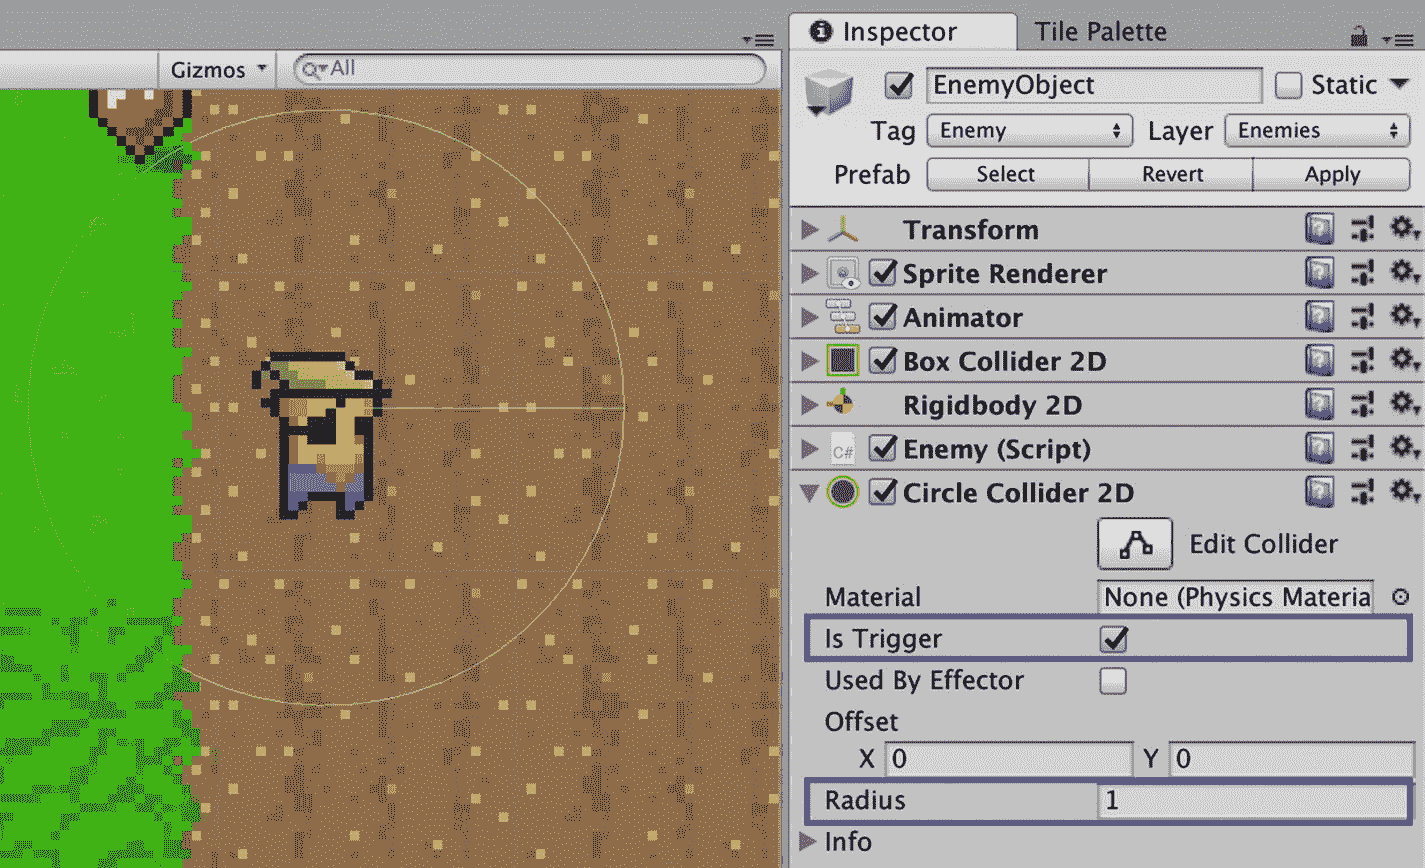 Inspector
Tile Palette
Gizmos
All
EnemyObject
Static
Tag
Enemy
Layer
Enemies
Prefab
Select
Revert
Apply
Transform
Sprite Renderer
Animator
Box Collider 2D
Rigidbody 2D
C#
Enemy (Script)
Circle Collider 2D
Edit Collider
Material
None (Physics Materia
Is Trigger
Used By Effector
Offset
X 0
Y 0
Radius
1
Info